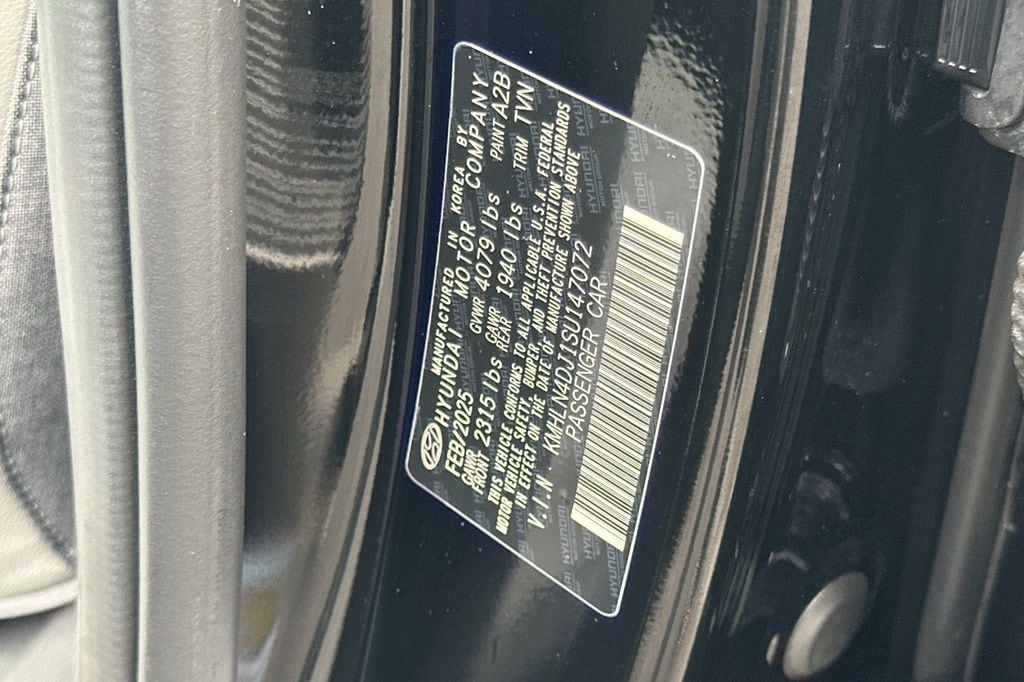 MANUFACTURED IN KOREA BY
HYUNDAI MOTOR COMPANY
FEB/2025 GVWR 4079 lbs PAINT A2B
GAWR FRONT 2315 lbs GAWR REAR 1940 lbs TRIM TVN
THIS VEHICLE CONFORMS TO ALL APPLICABLE U.S.A. FEDERAL
MOTOR VEHICLE SAFETY, BUMPER, AND THEFT PREVENTION STANDARDS
IN EFFECT ON THE DATE OF MANUFACTURE SHOWN ABOVE
V.I.N KMHLN4DJ1SU147072
PASSENGER CAR